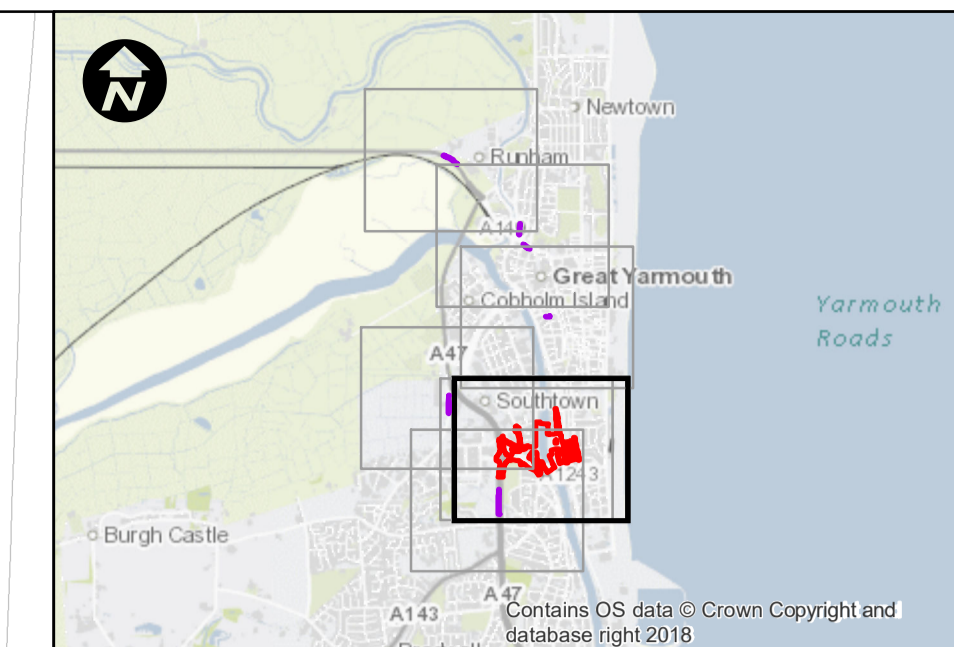 N
Newtown
Runham
Great Yarmouth
Cobholm Island
Yarmouth
Roads
A47
Southtown
A1243
Burgh Castle
A47
A143
Contains OS data © Crown Copyright and
database right 2018